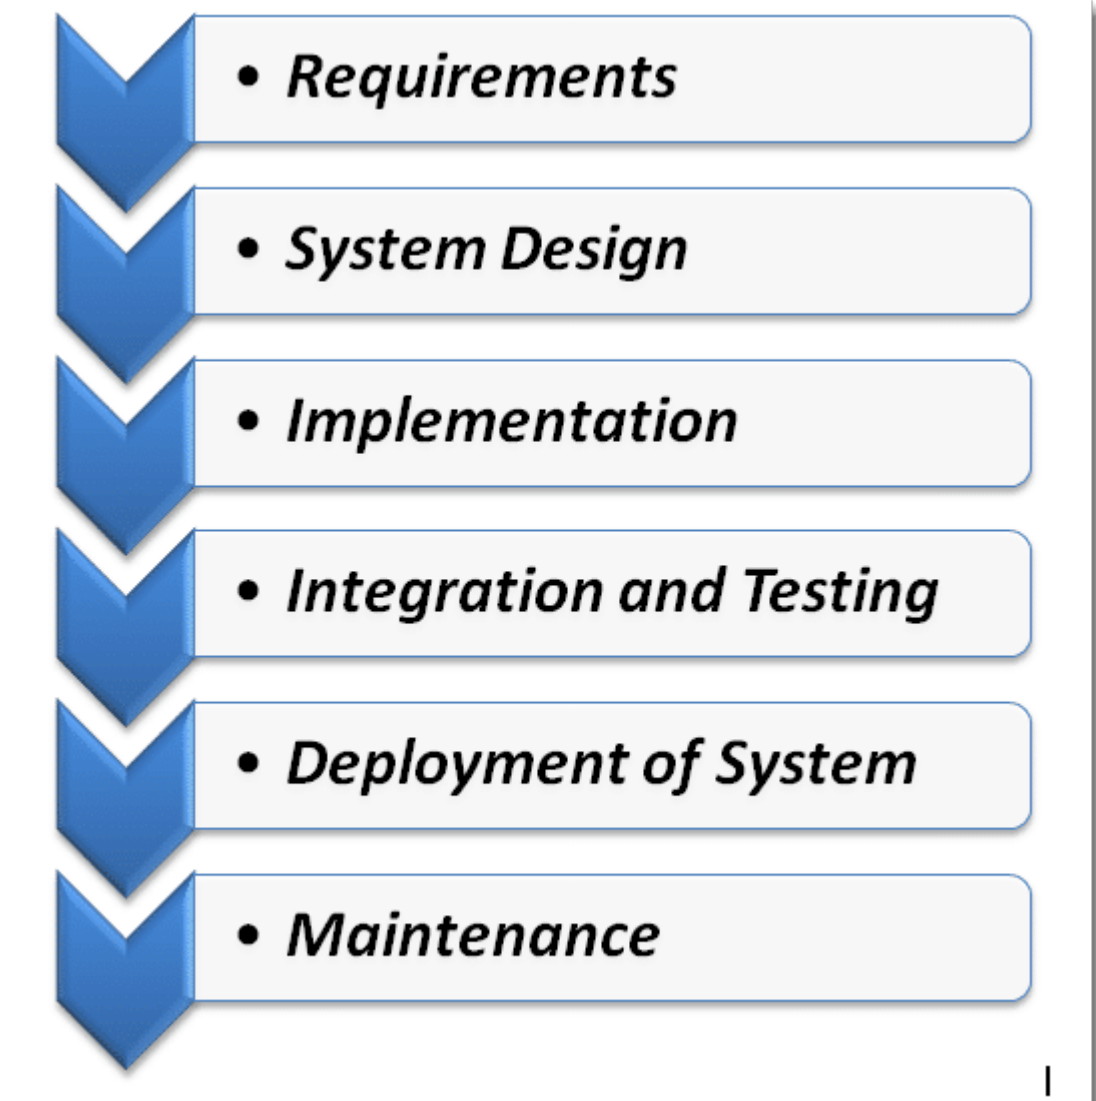 • Requirements
• System Design
• Implementation
• Integration and Testing
• Deployment of System
• Maintenance